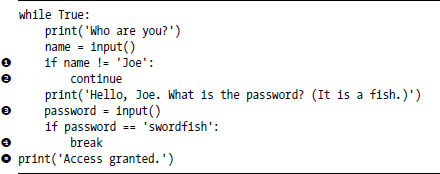 while True:
    print('Who are you?')
    name = input()
❶   if name != 'Joe':
❷       continue
    print('Hello, Joe. What is the password? (It is a fish.)')
❸   password = input()
    if password == 'swordfish':
❹       break
❺ print('Access granted.')